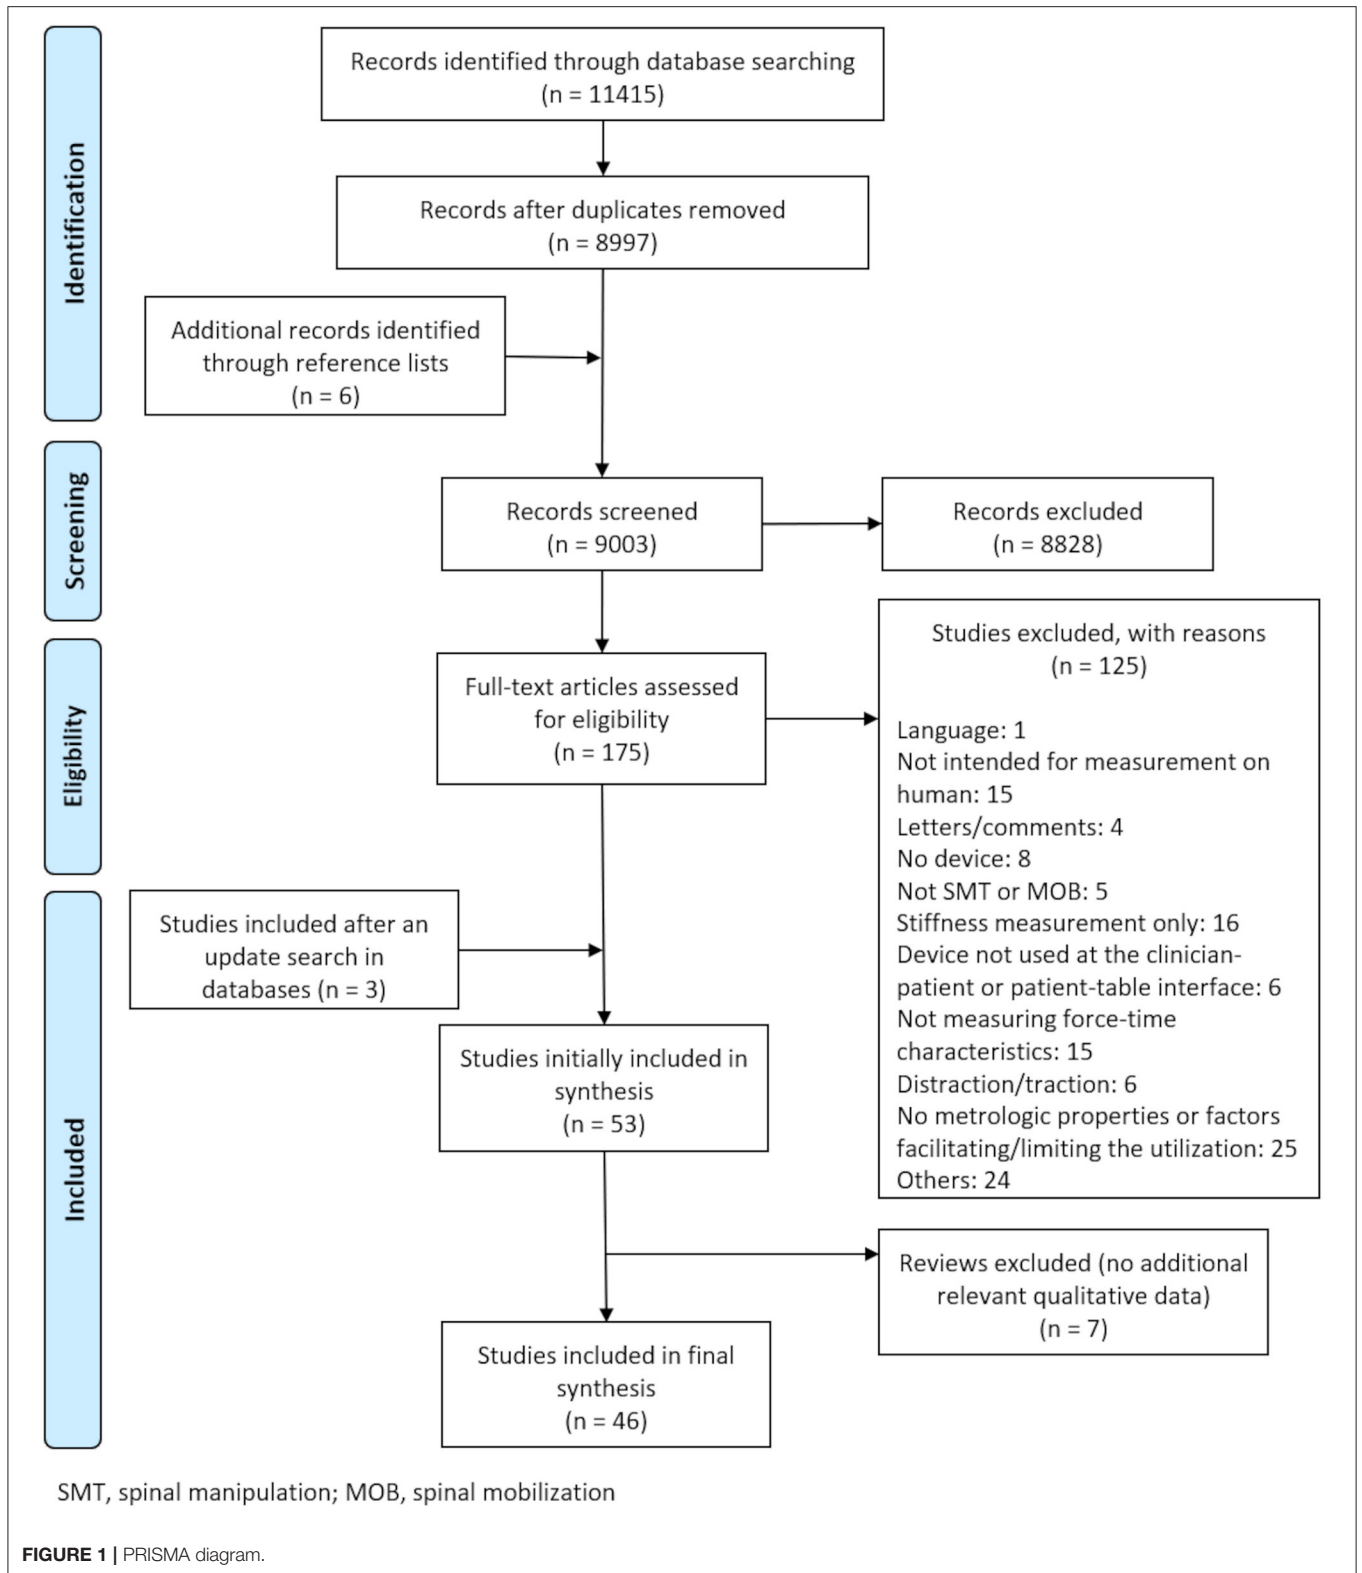 Identification
Records identified through database searching
(n = 11415)
Records after duplicates removed
(n = 8997)
Additional records identified
through reference lists
(n = 6)
Screening
Records screened
(n = 9003)
Records excluded
(n = 8828)
Eligibility
Full-text articles assessed
for eligibility
(n = 175)
Studies excluded, with reasons
(n = 125)
Language: 1
Not intended for measurement on
human: 15
Letters/comments: 4
No device: 8
Not SMT or MOB: 5
Stiffness measurement only: 16
Device not used at the clinician-
patient or patient-table interface: 6
Not measuring force-time
characteristics: 15
Distraction/traction: 6
No metrologic properties or factors
facilitating/limiting the utilization: 25
Others: 24
Included
Studies included after an
update search in
databases (n = 3)
Studies initially included in
synthesis
(n = 53)
Reviews excluded (no additional
relevant qualitative data)
(n = 7)
Studies included in final
synthesis
(n = 46)
SMT, spinal manipulation; MOB, spinal mobilization
FIGURE 1 | PRISMA diagram.